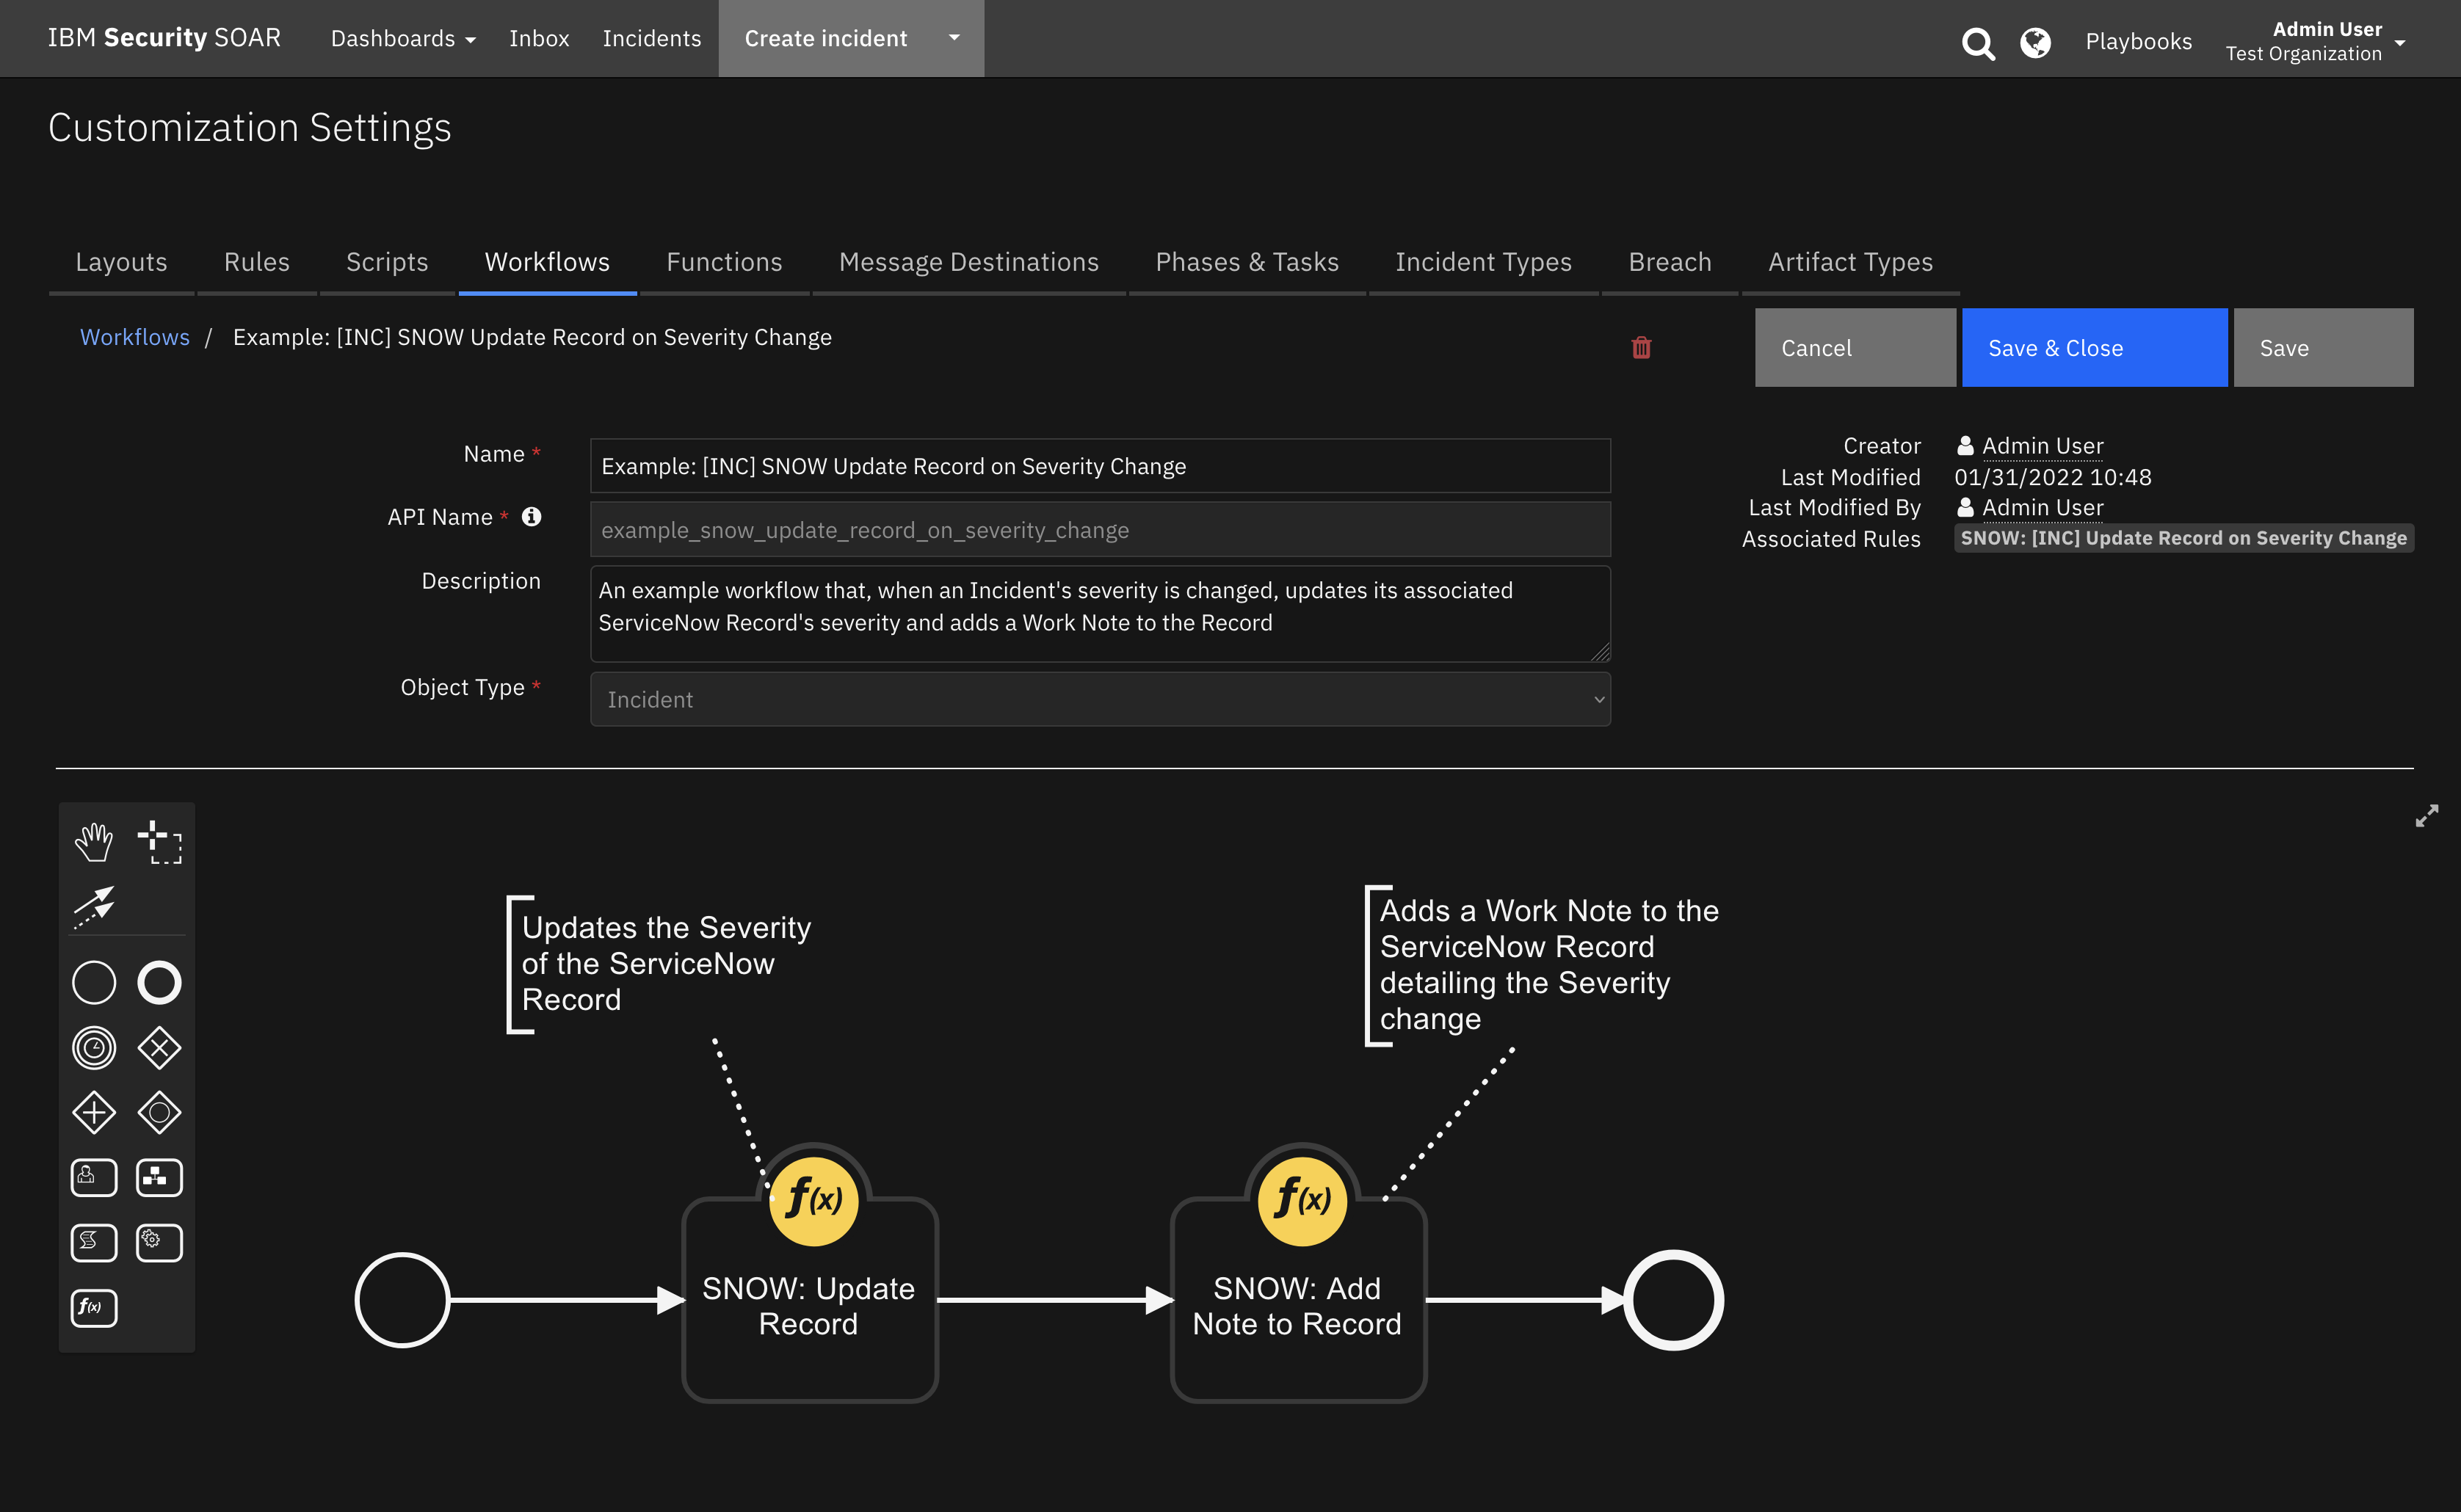 IBM Security SOAR Dashboards Inbox Incidents Create incident Playbooks Admin User
Test Organization
Customization Settings
Layouts Rules Scripts Workflows Functions Message Destinations Phases & Tasks Incident Types Breach Artifact Types
Workflows / Example: [INC] SNOW Update Record on Severity Change
Cancel Save & Close Save
Name * Example: [INC] SNOW Update Record on Severity Change
API Name * example_snow_update_record_on_severity_change
Description An example workflow that, when an Incident's severity is changed, updates its associated
ServiceNow Record's severity and adds a Work Note to the Record
Object Type * Incident
Creator Admin User
Last Modified 01/31/2022 10:48
Last Modified By Admin User
Associated Rules SNOW: [INC] Update Record on Severity Change
Updates the Severity
of the ServiceNow
Record
Adds a Work Note to the
ServiceNow Record
detailing the Severity
change
f(x)
SNOW: Update
Record
f(x)
SNOW: Add
Note to Record
f(x)